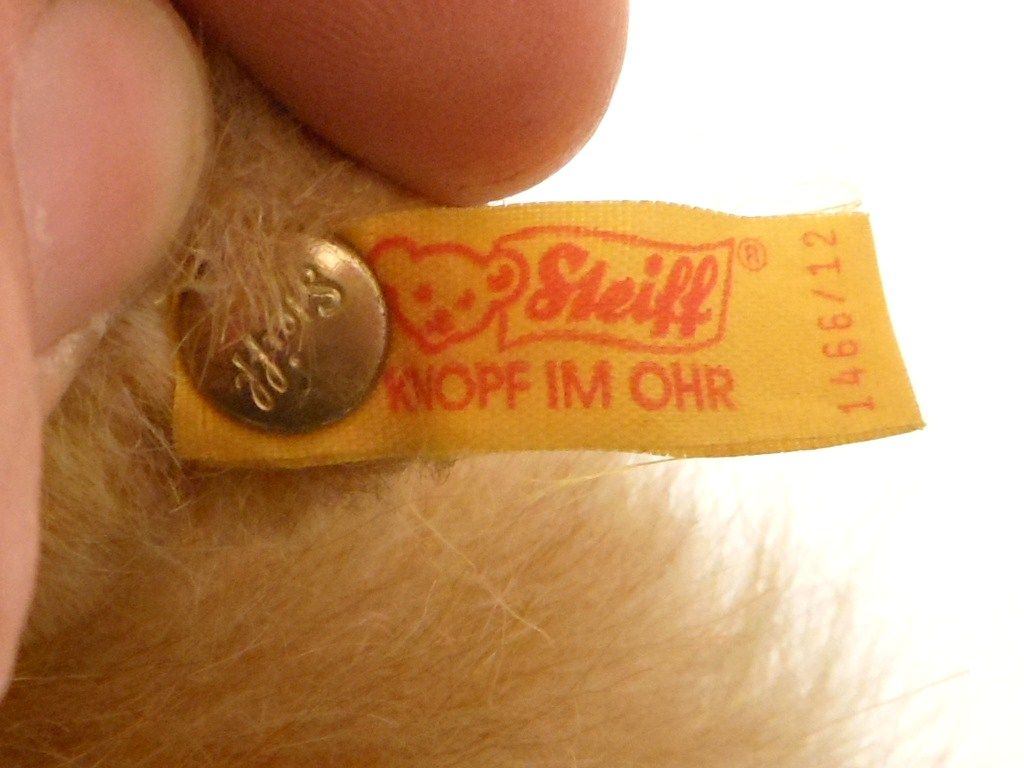 Steiff
Steiff
®
KNOPF IM OHR
1466/12